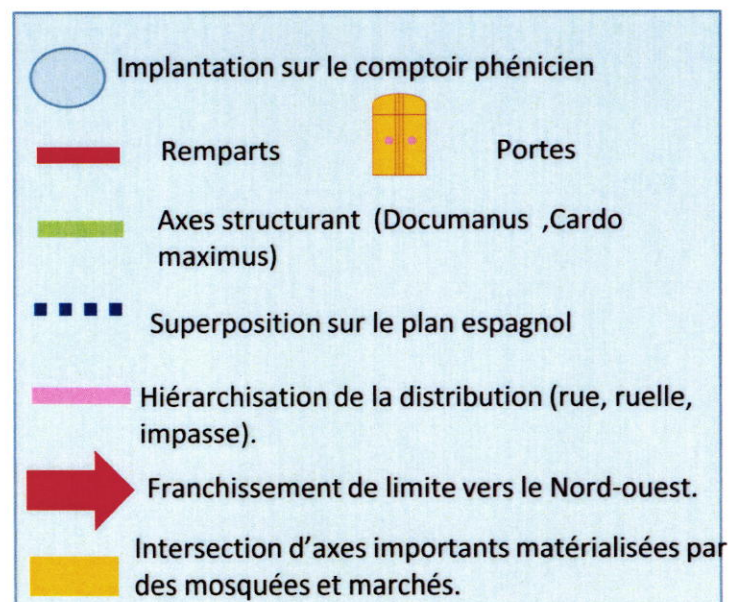 Implantation sur le comptoir phénicien
Remparts Portes
Axes structurant (Documanus ,Cardo
maximus)
Superposition sur le plan espagnol
Hiérarchisation de la distribution (rue, ruelle,
impasse).
Franchissement de limite vers le Nord-ouest.
Intersection d'axes importants matérialisées par
des mosquées et marchés.